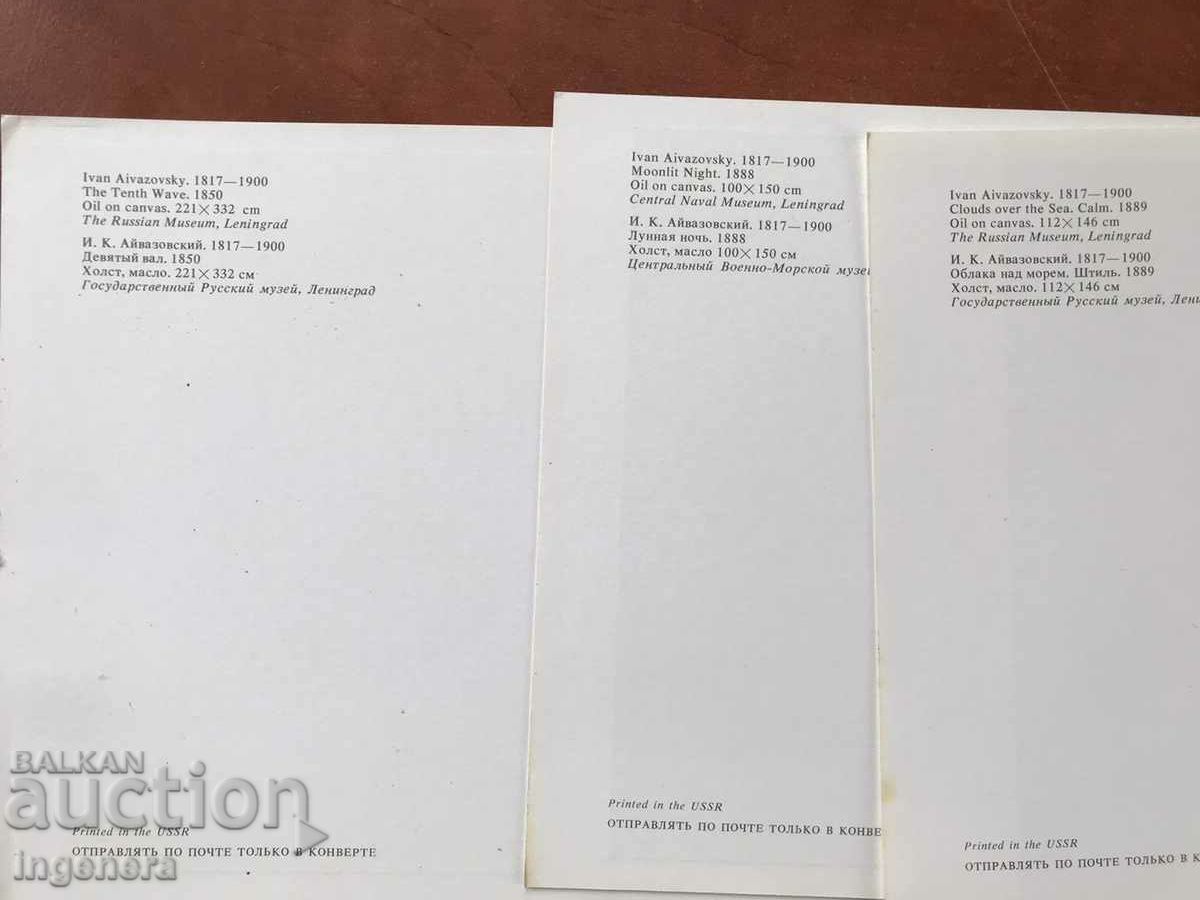 Ivan Aivazovsky. 1817—1900
The Tenth Wave. 1850
Oil on canvas. 221×332 cm
The Russian Museum, Leningrad
И. К. Айвазовский. 1817—1900
Девятый вал. 1850
Холст, масло. 221×332 см
Государственный Русский музей, Ленинград
Printed in the USSR
ОТПРАВЛЯТЬ ПО ПОЧТЕ ТОЛЬКО В КОНВЕРТЕ
Ivan Aivazovsky. 1817—1900
Moonlit Night. 1888
Oil on canvas. 100×150 cm
Central Naval Museum, Leningrad
И. К. Айвазовский. 1817—1900
Лунная ночь. 1888
Холст, масло 100×150 см
Центральный Военно-Морской музе
Printed in the USSR
ОТПРАВЛЯТЬ ПО ПОЧТЕ ТОЛЬКО В КОНВЕ
Ivan Aivazovsky. 1817—1900
Clouds over the Sea. Calm. 1889
Oil on canvas. 112×146 cm
The Russian Museum, Leningrad
И. К. Айвазовский. 1817—1900
Облака над морем. Штиль. 1889
Холст, масло. 112×146 см
Государственный Русский музей, Лени
Printed in the USSR
ОТПРАВЛЯТЬ ПО ПОЧТЕ ТОЛЬКО В К
BALKAN
auction
ingenera